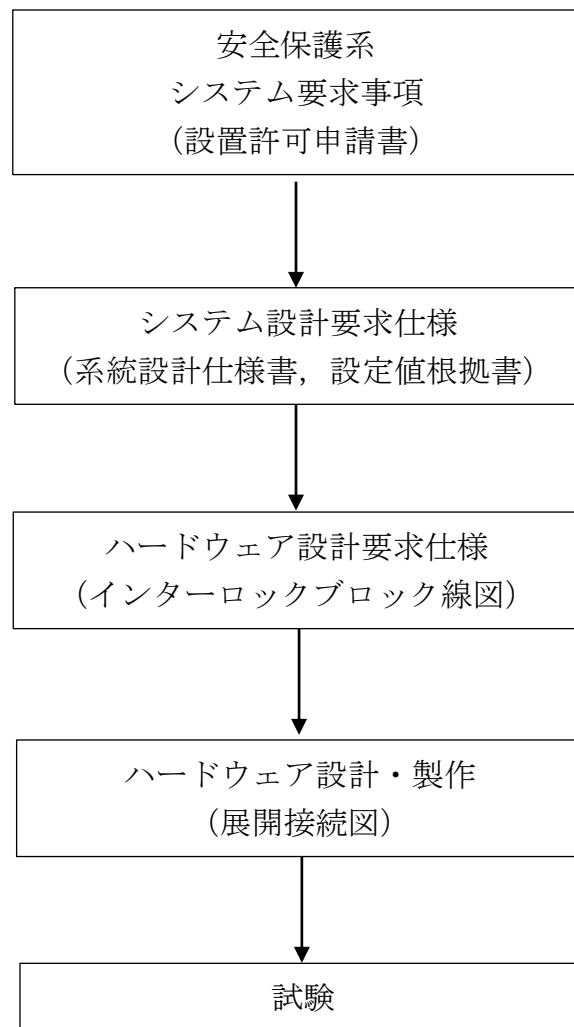 安全保護系
システム要求事項
（設置許可申請書）
システム設計要求仕様
（系統設計仕様書，設定値根拠書）
ハードウェア設計要求仕様
（インターロックブロック線図）
ハードウェア設計・製作
（展開接続図）
試験